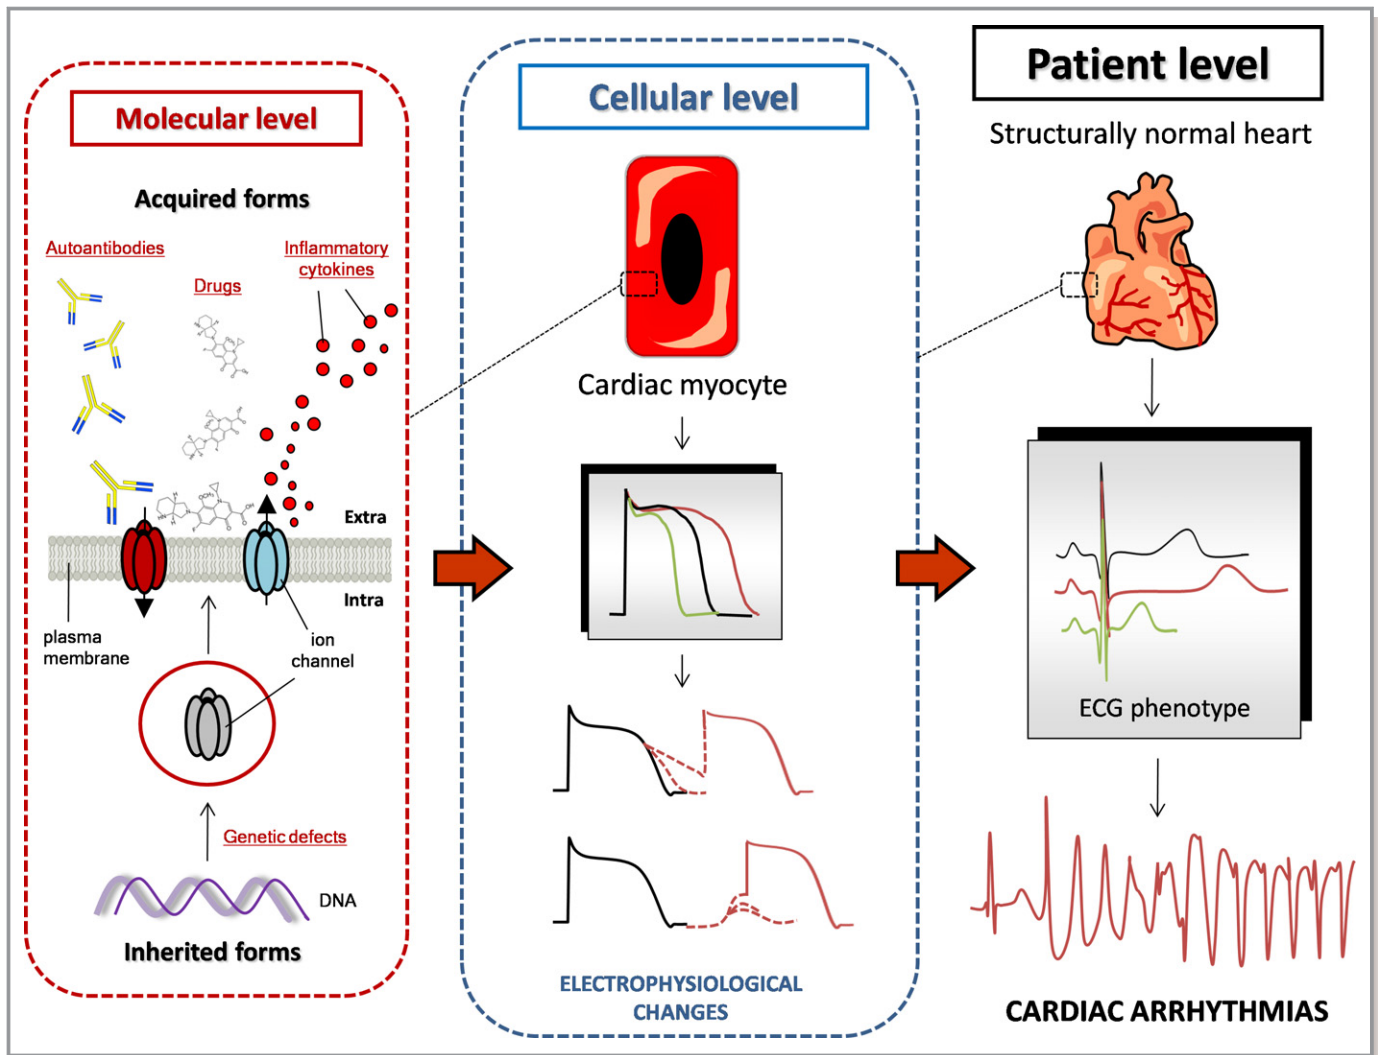 Molecular level
Acquired forms
Autoantibodies
Drugs
Inflammatory
cytokines
Extra
Intra
plasma
membrane
ion
channel
Genetic defects
DNA
Inherited forms
Cellular level
Cardiac myocyte
ELECTROPHYSIOLOGICAL
CHANGES
Patient level
Structurally normal heart
ECG phenotype
CARDIAC ARRHYTHMIAS